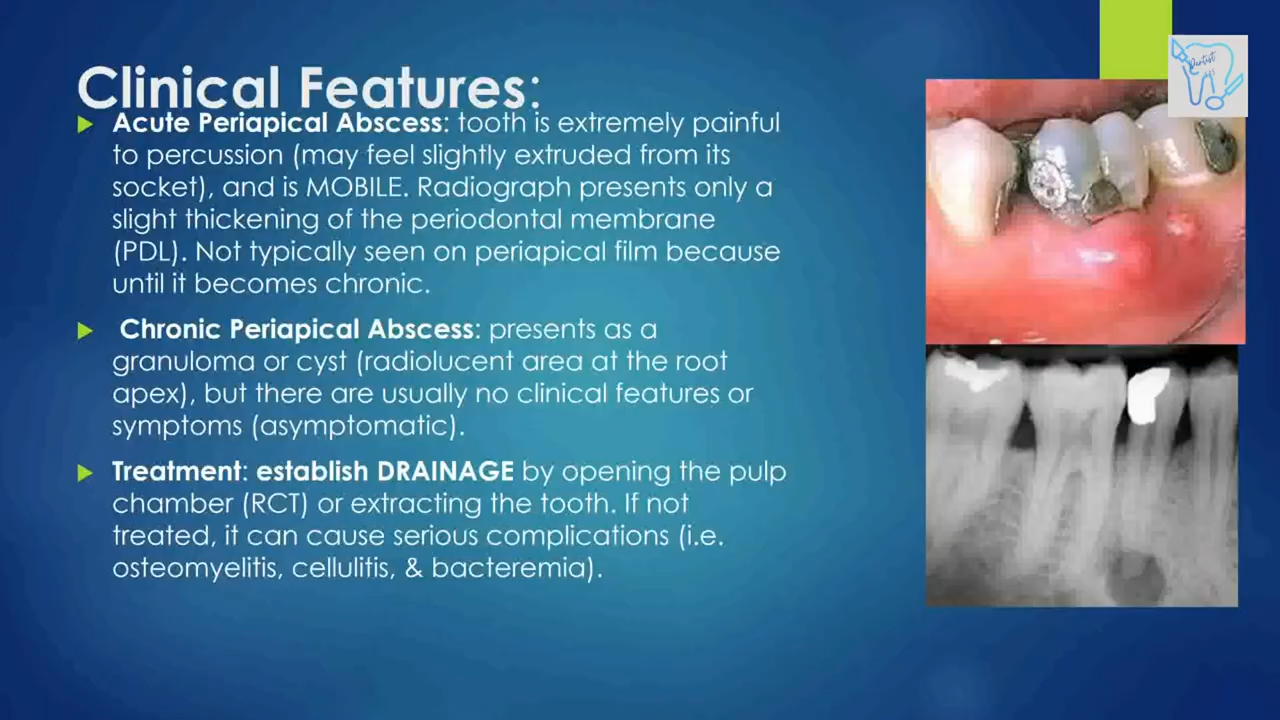 Clinical Features:
Acute Periapical Abscess: tooth is extremely painful
to percussion (may feel slightly extruded from its
socket), and is MOBILE. Radiograph presents only a
slight thickening of the periodontal membrane
(PDL). Not typically seen on periapical film because
until it becomes chronic.
Chronic Periapical Abscess: presents as a
granuloma or cyst (radiolucent area at the root
apex), but there are usually no clinical features or
symptoms (asymptomatic).
Treatment: establish DRAINAGE by opening the pulp
chamber (RCT) or extracting the tooth. If not
treated, it can cause serious complications (i.e.
osteomyelitis, cellulitis, & bacteremia).
Dentist